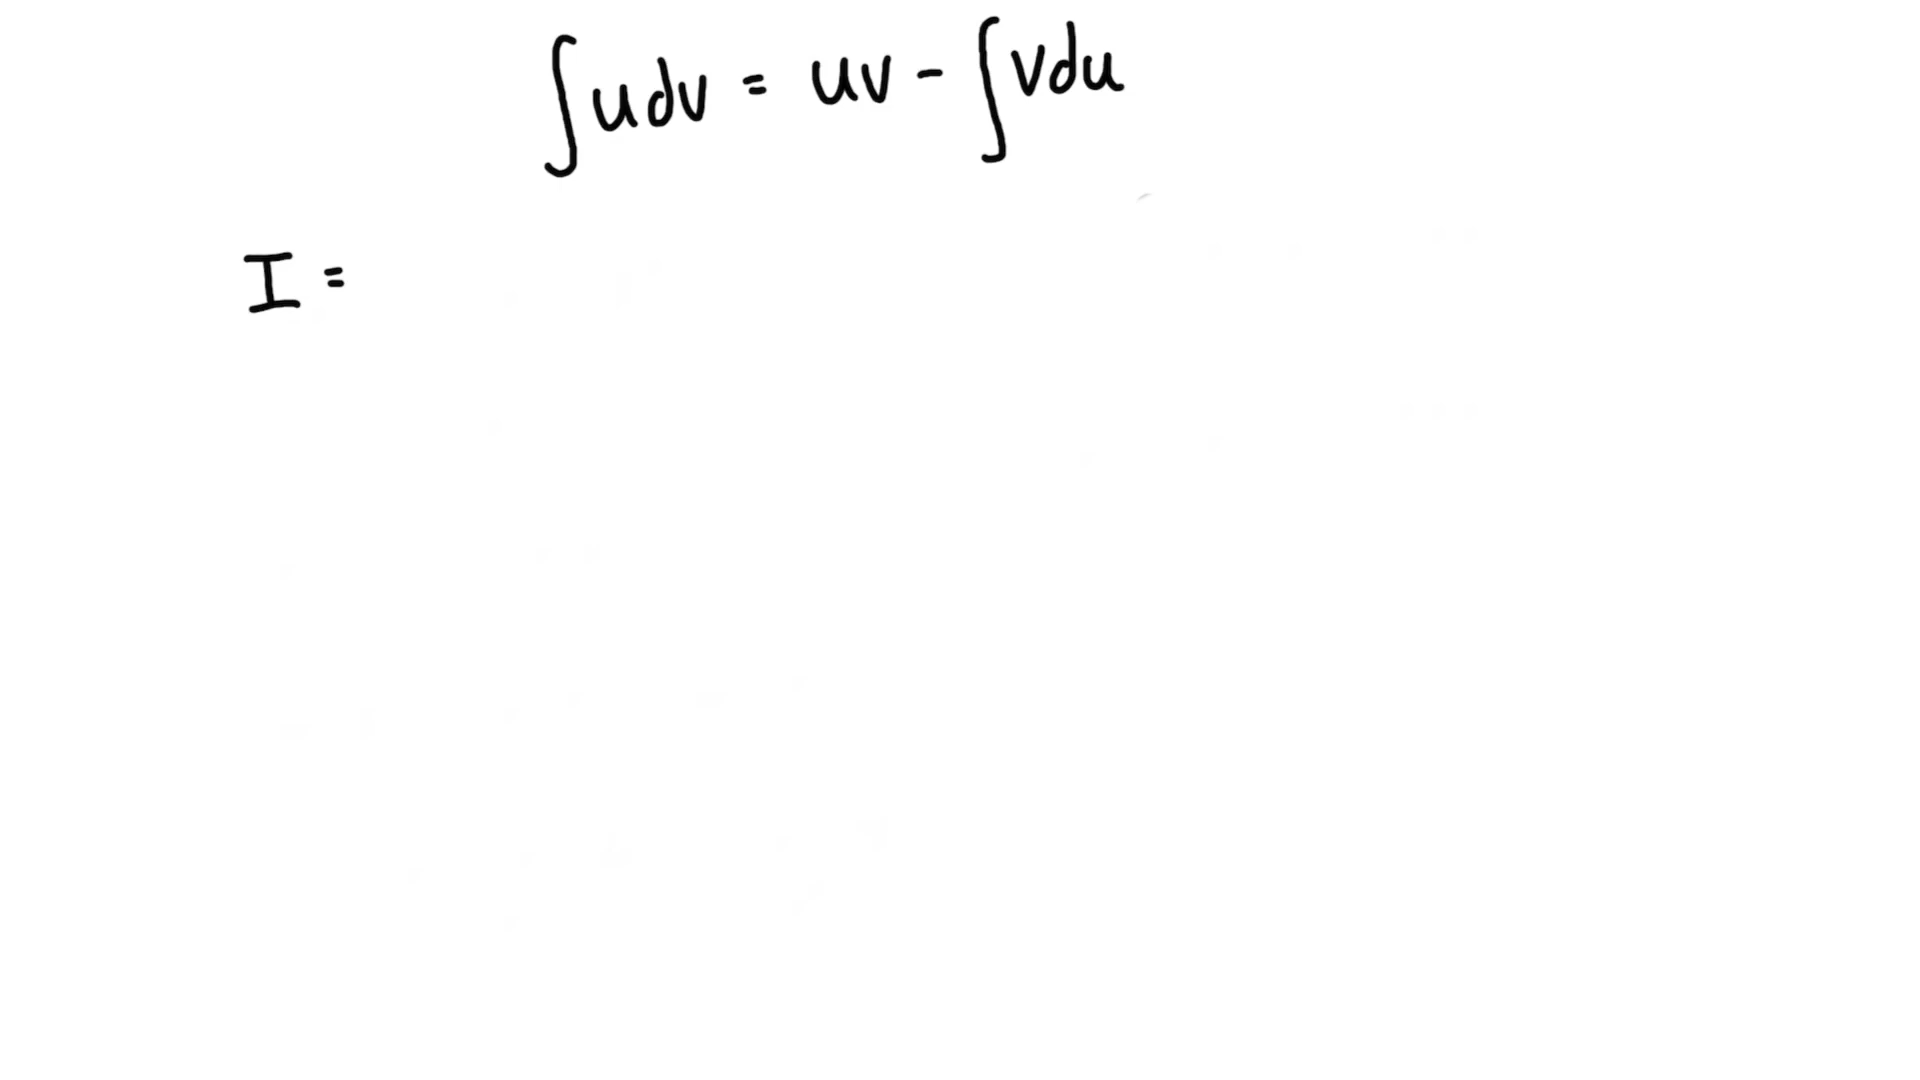 ∫udv = uv - ∫vdu
I =